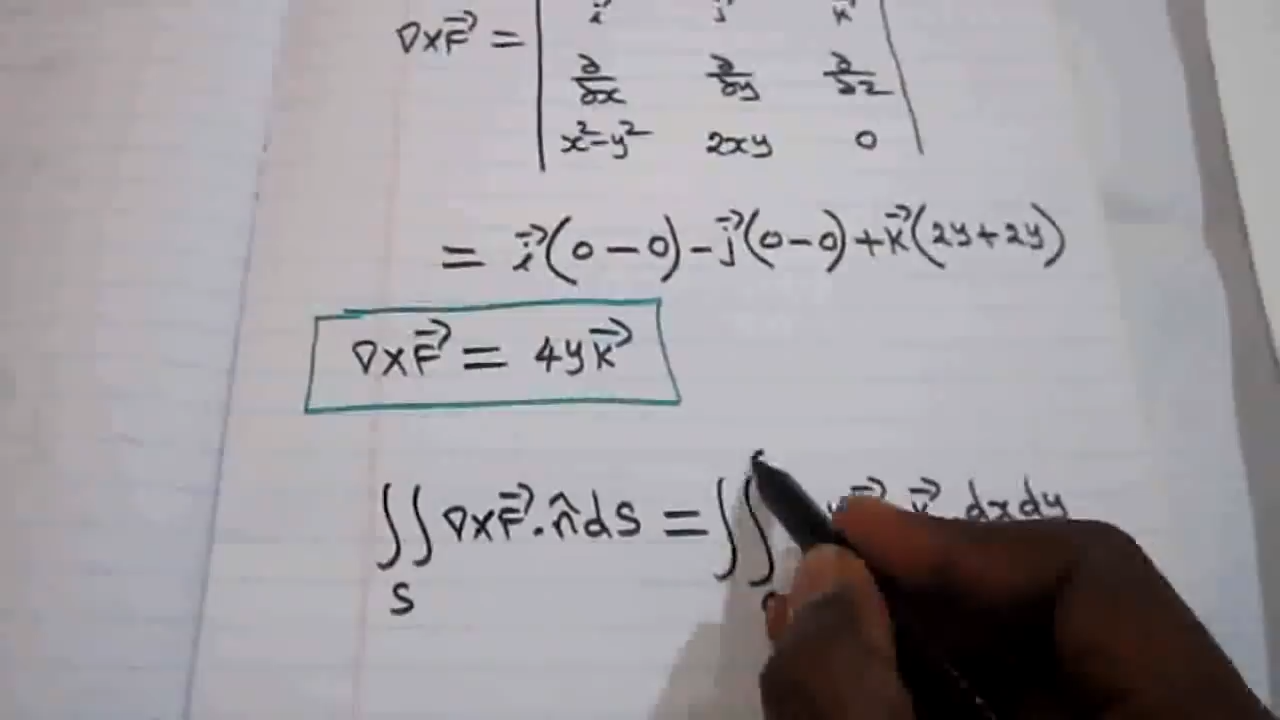 ∇×F⃗ = | i⃗ j⃗ k⃗ |
∂/∂x ∂/∂y ∂/∂z
x²−y² 2xy 0
= i⃗(0−0)−j⃗(0−0)+k⃗(2y+2y)
∇×F⃗ = 4yk⃗
∬ ∇×F⃗.n̂ds = ∬ k⃗ dxdy
S